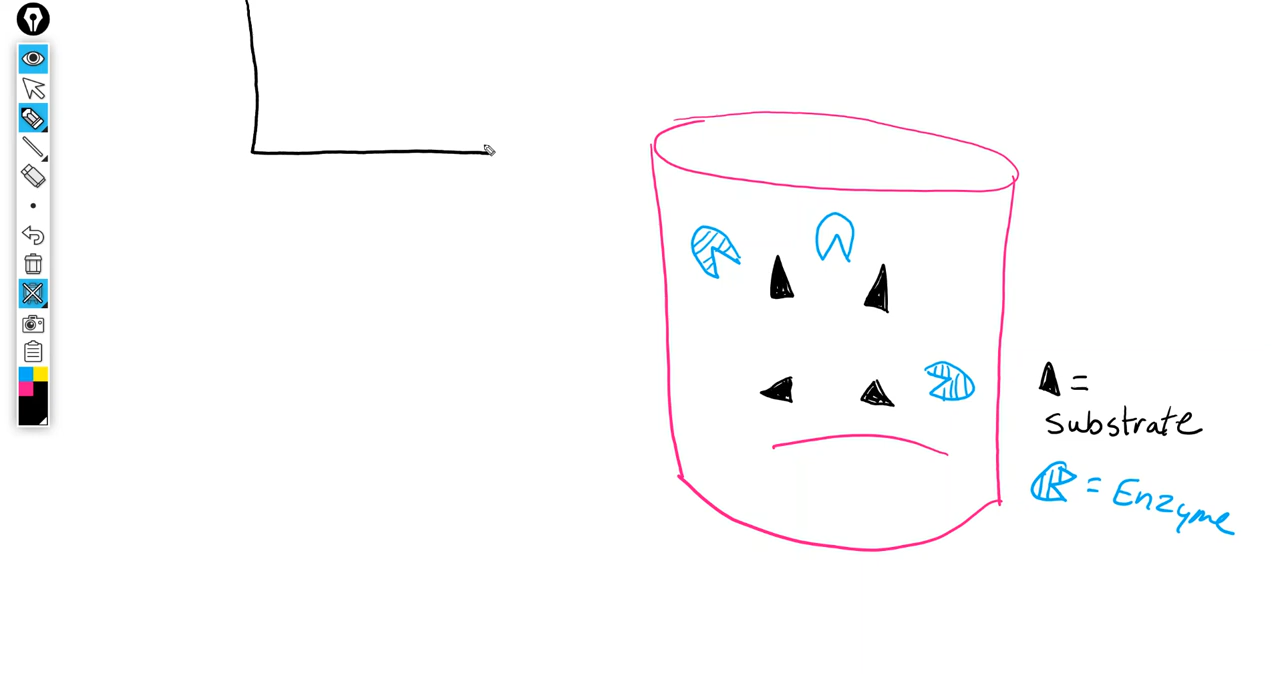 =
substrate
= Enzyme